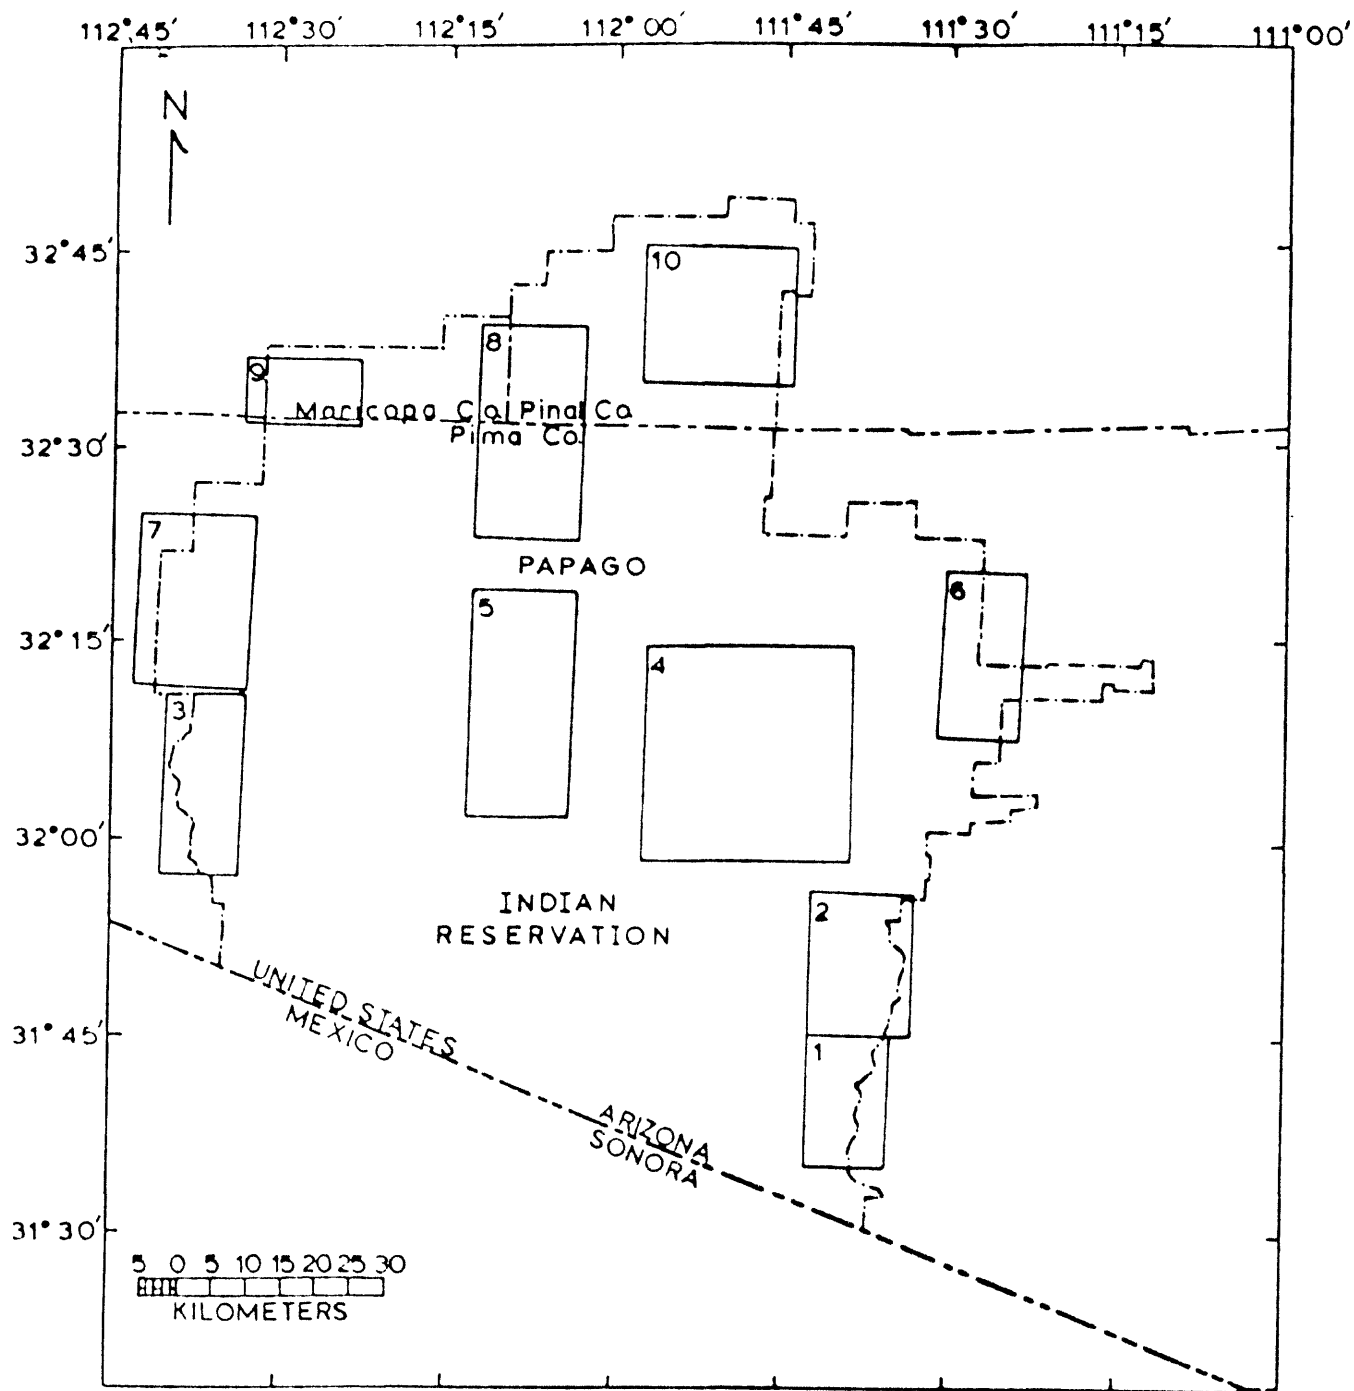 112°45′ 112°30′ 112°15′ 112°00′ 111°45′ 111°30′ 111°15′ 111°00′
N
32°45′
10
8
9
Maricopa Co. Pinal Co.
Pima Co.
32°30′
7
PAPAGO
6
5
32°15′
4
3
32°00′
INDIAN
RESERVATION
2
UNITED STATES
MEXICO
31°45′
1
ARIZONA
SONORA
31°30′
5 0 5 10 15 20 25 30
KILOMETERS